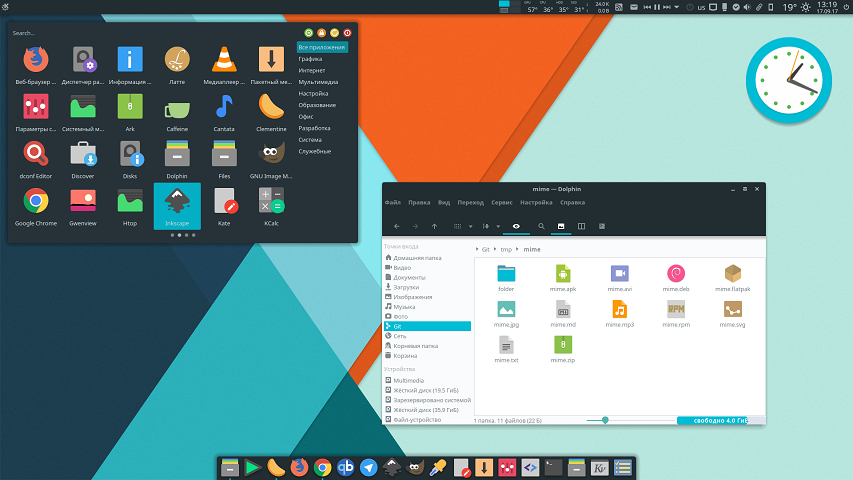 24.0 K
57° 36° 35° 31°
0.0 B
US
19°
13:19
17.09.17
Search...
Все приложения
Графика
Интернет
Мультимедиа
Настройка
Образование
Офис
Разработка
Система
Служебные
Веб-браузер ...
Диспетчер ра...
Информация ...
Латте
Медиаплеер ...
Пакетный ме...
Параметры с...
Системный м...
Ark
Caffeine
Cantata
Clementine
dconf Editor
Discover
Disks
Dolphin
Files
GNU Image M...
Google Chrome
Gwenview
Htop
Inkscape
Kate
KCalc
mime — Dolphin
Файл Правка Вид Переход Сервис Настройка Справка
Точки входа
Домашняя папка
Видео
Документы
Загрузки
Изображения
Музыка
Фото
Git
Сеть
Корневая папка
Корзина
Устройства
Multimedia
Жёсткий диск (19.5 ГиБ)
Зарезервировано системой
Жёсткий диск (35.9 ГиБ)
Файл-устройство
Git tmp mime
folder
mime.apk
mime.avi
mime.deb
mime.flatpak
mime.jpg
mime.md
mime.mp3
mime.rpm
mime.svg
mime.txt
mime.zip
RPM
1 папка, 11 файлов (22 Б)
свободно 4,0 ГиБ